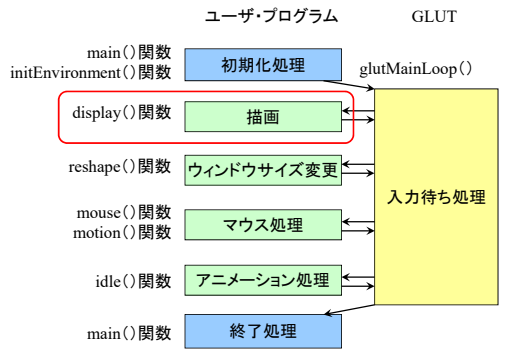 ユーザ・プログラム GLUT
main()関数
initEnvironment()関数
初期化処理
glutMainLoop()
display()関数
描画
reshape()関数
ウィンドウサイズ変更
入力待ち処理
mouse()関数
motion()関数
マウス処理
idle()関数
アニメーション処理
main()関数
終了処理